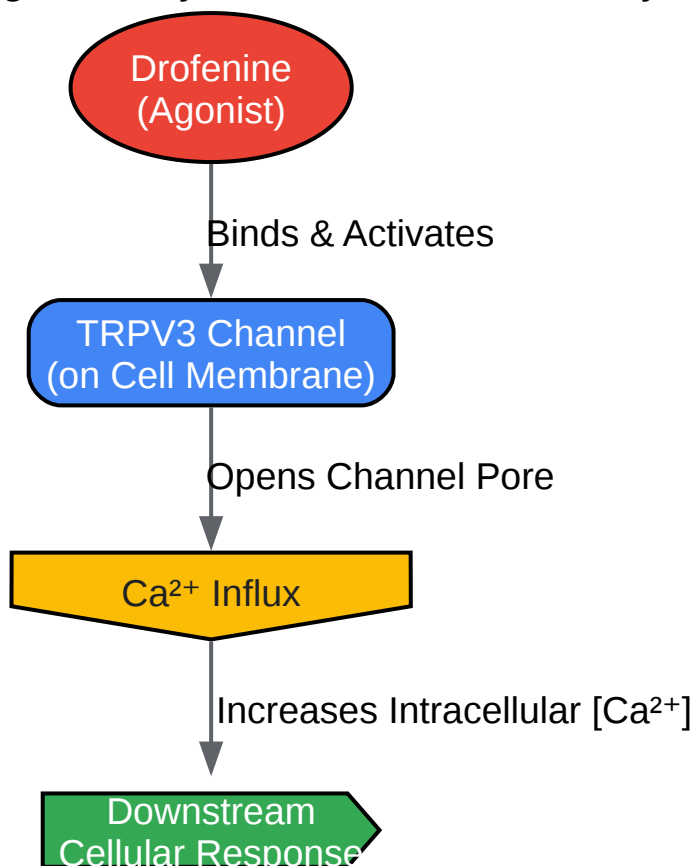 Drofenine
(Agonist)
Binds & Activates
TRPV3 Channel
(on Cell Membrane)
Opens Channel Pore
Ca²⁺ Influx
Increases Intracellular [Ca²⁺]
Downstream
Cellular Response